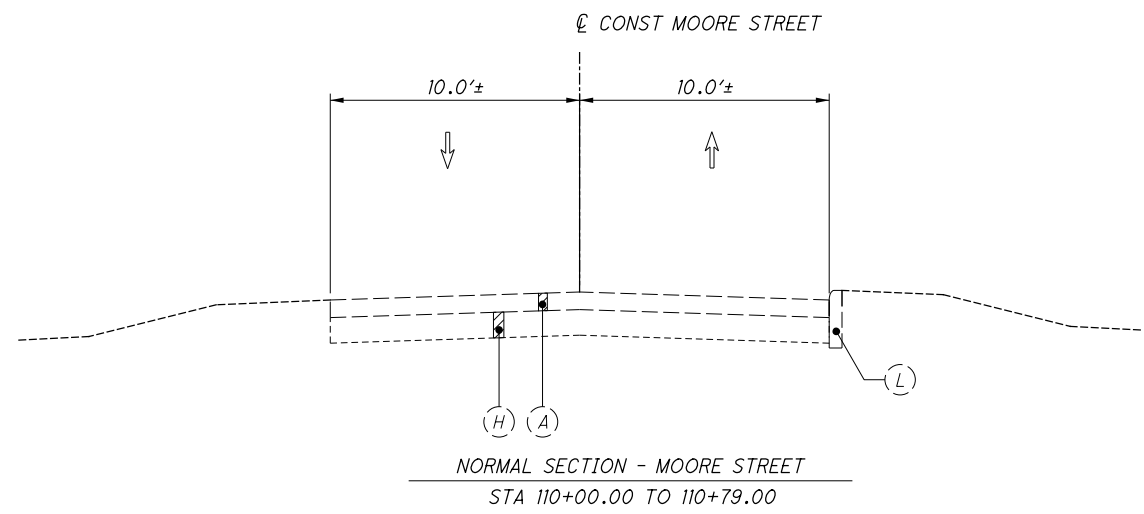 ℄ CONST MOORE STREET
10.0'± 10.0'±
L
H A
NORMAL SECTION - MOORE STREET
STA 110+00.00 TO 110+79.00